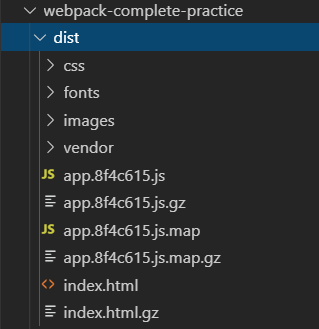 webpack-complete-practice
dist
css
fonts
images
vendor
JS app.8f4c615.js
app.8f4c615.js.gz
JS app.8f4c615.js.map
app.8f4c615.js.map.gz
index.html
index.html.gz